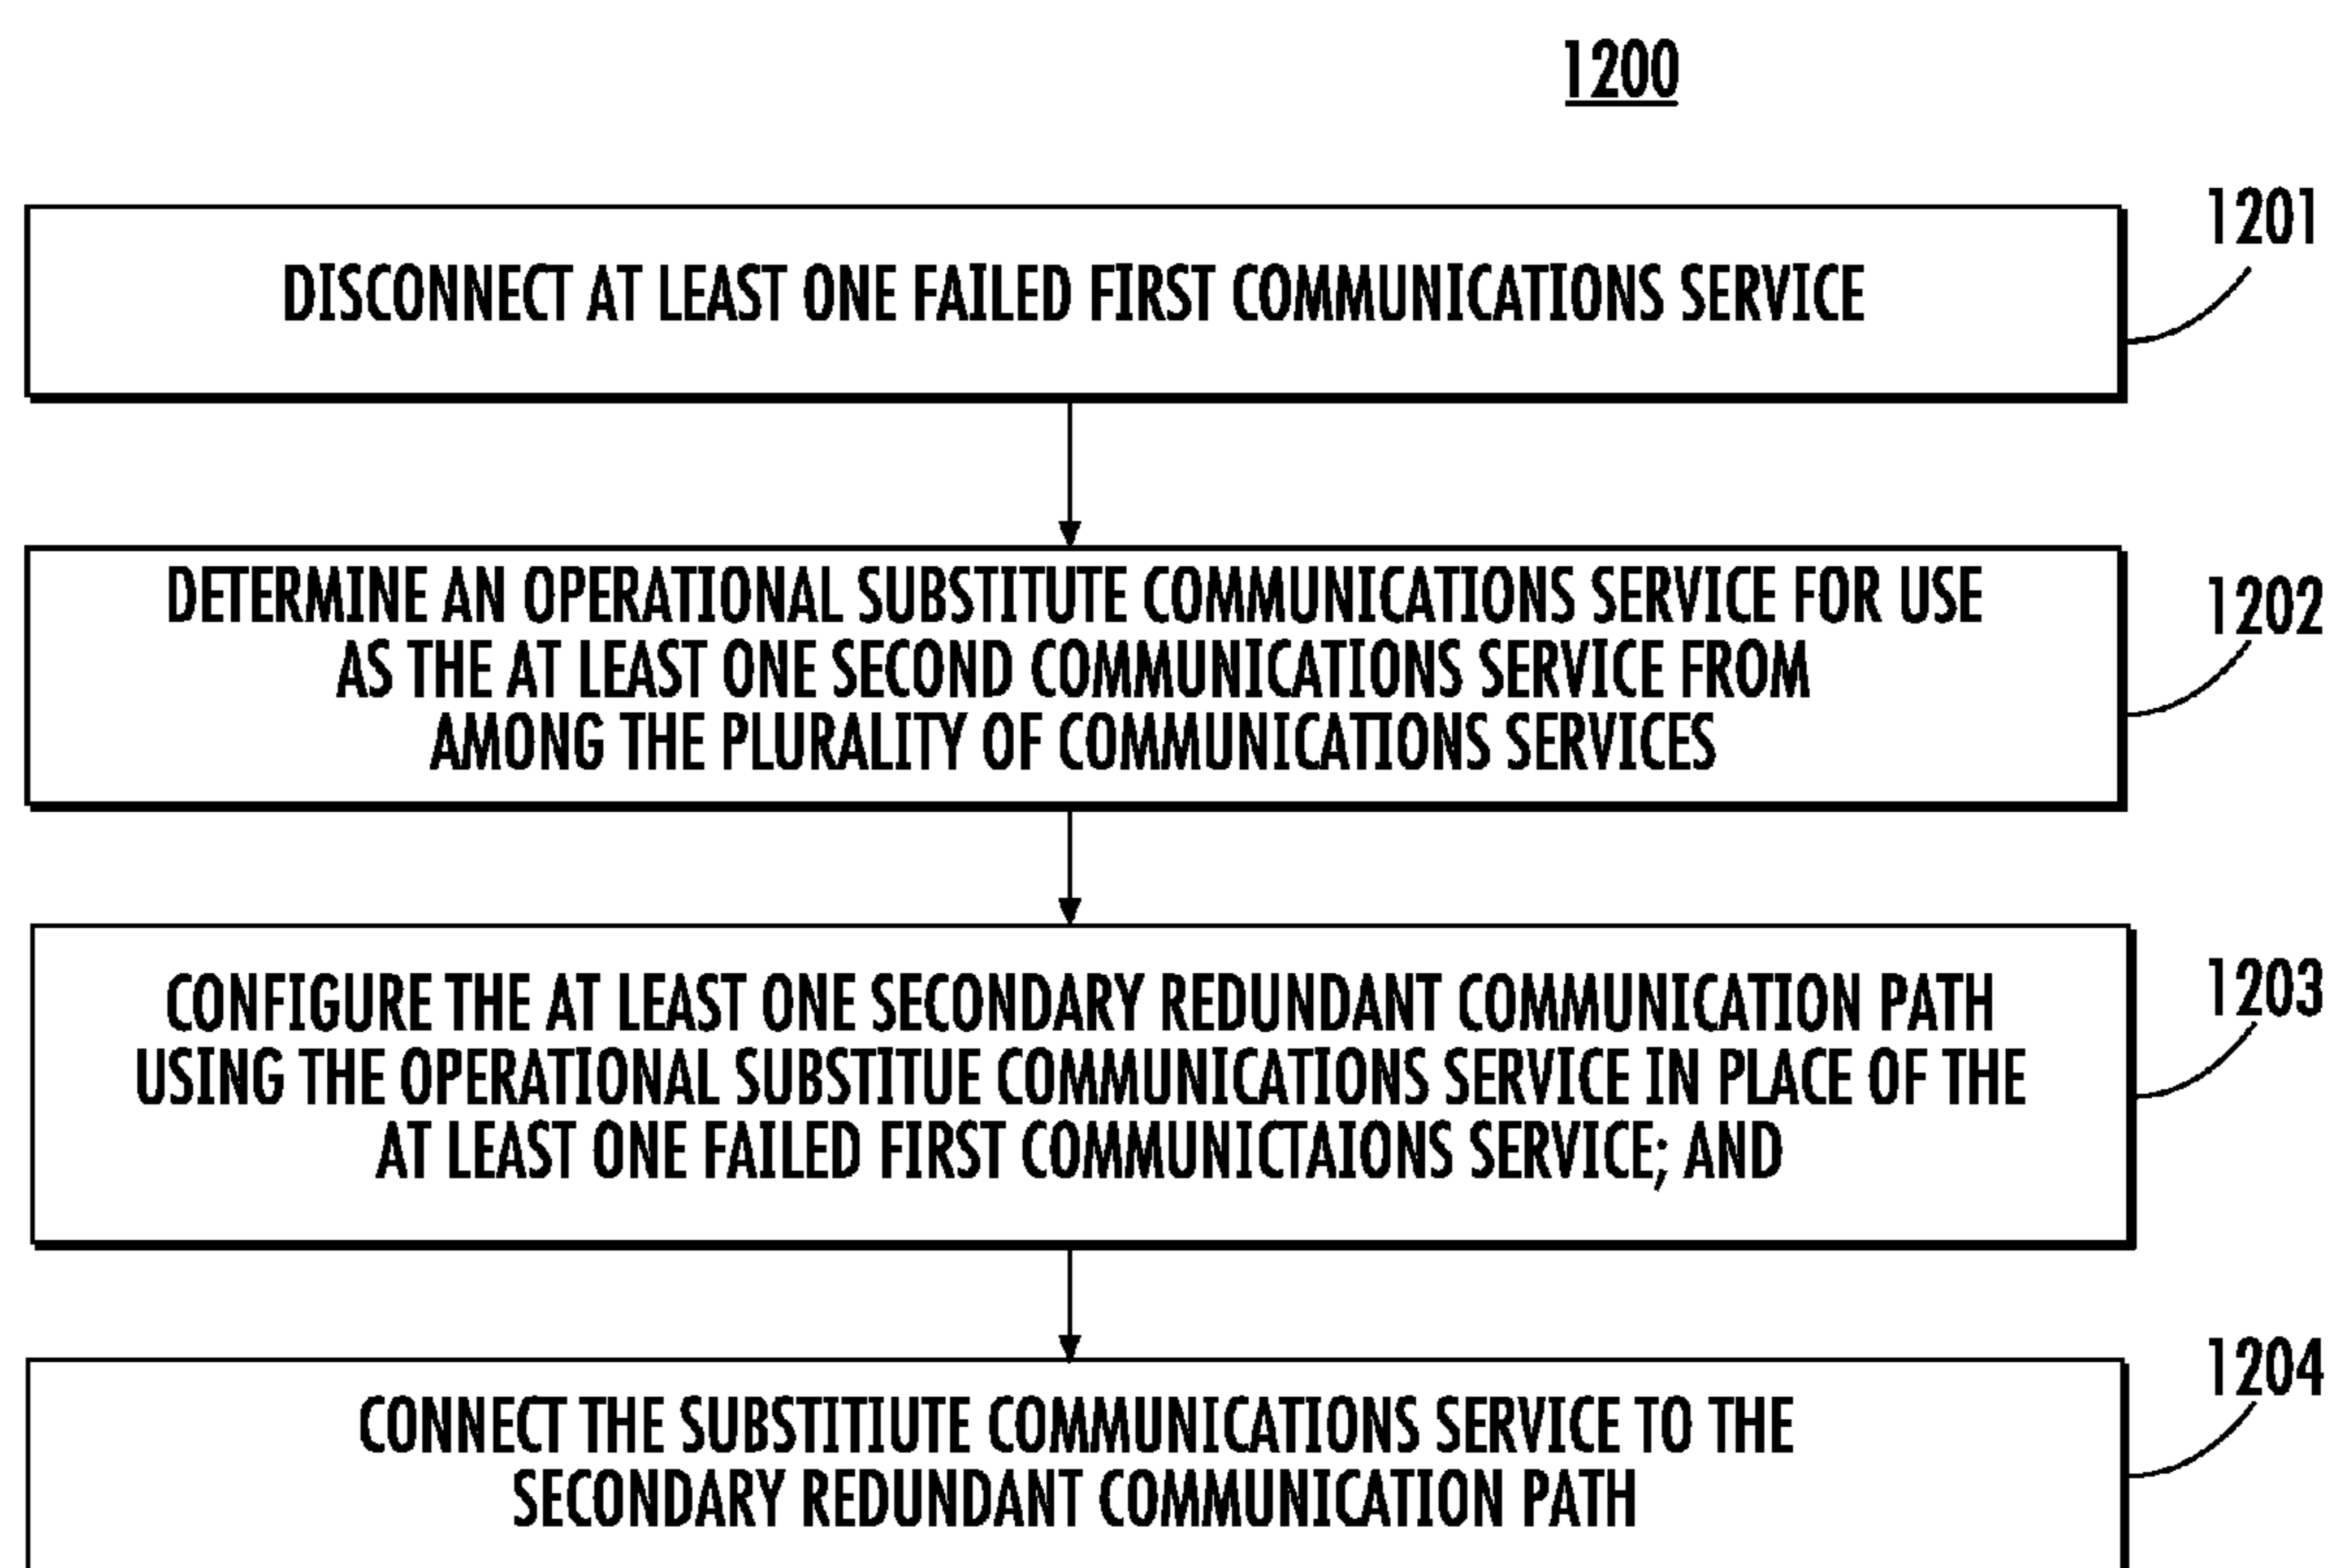 1200
1201
DISCONNECT AT LEAST ONE FAILED FIRST COMMUNICATIONS SERVICE
DETERMINE AN OPERATIONAL SUBSTITUTE COMMUNICATIONS SERVICE FOR USE
1202
AS THE AT LEAST ONE SECOND COMMUNICATIONS SERVICE FROM
AMONG THE PLURALITY OF COMMUNICATIONS SERVICES
1203
CONFIGURE THE AT LEAST ONE SECONDARY REDUNDANT COMMUNICATION PATH
USING THE OPERATIONAL SUBSTITUE COMMUNICATIONS SERVICE IN PLACE OF THE
AT LEAST ONE FAILED FIRST COMMUNICTAIONS SERVICE; AND
1204
CONNECT THE SUBSTITIUTE COMMUNICATIONS SERVICE TO THE
SECONDARY REDUNDANT COMMUNICATION PATH